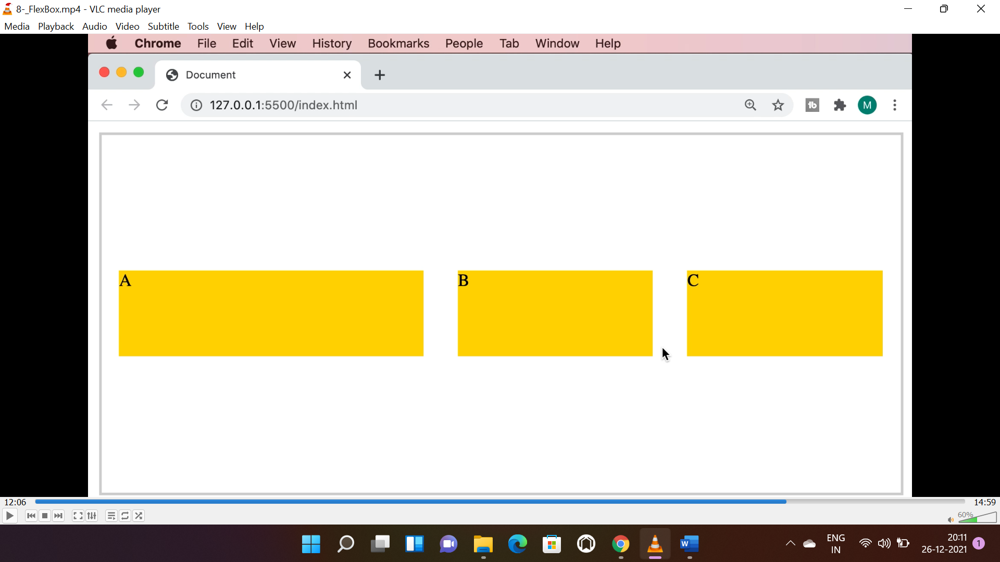 8-_FlexBox.mp4 - VLC media player
Media Playback Audio Video Subtitle Tools View Help
Chrome File Edit View History Bookmarks People Tab Window Help
Document
127.0.0.1:5500/index.html
tb
M
A B C
12:06 14:59
60%
W
ENG
IN
20:11
26-12-2021
1